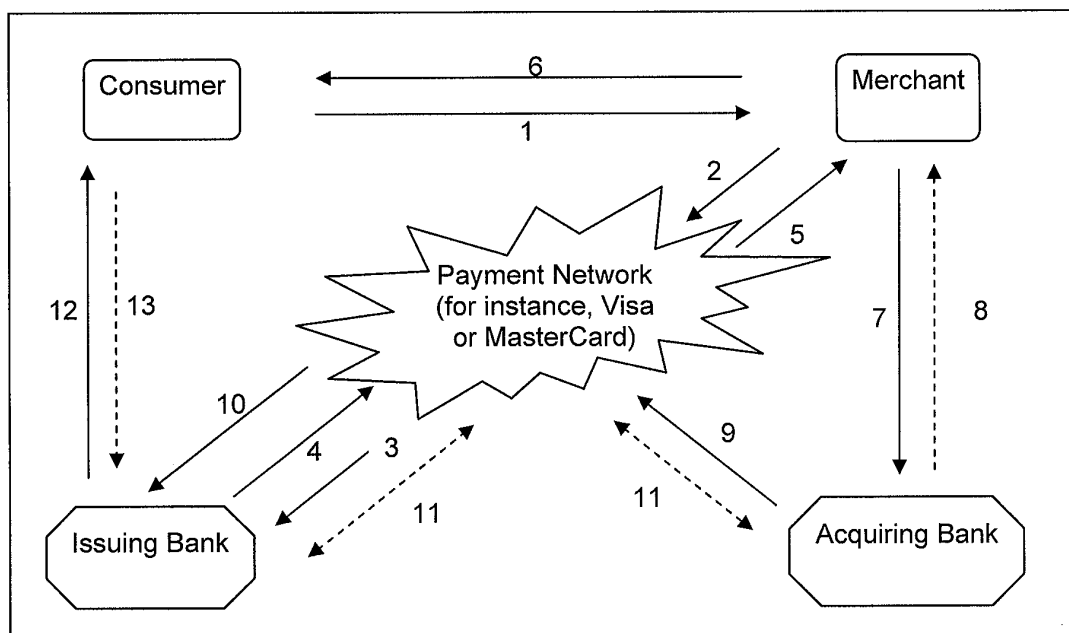 6
Consumer
Merchant
1
2
5
Payment Network
(for instance, Visa
or MasterCard)
12
13
7
8
10
4
3
9
11
11
Issuing Bank
Acquiring Bank